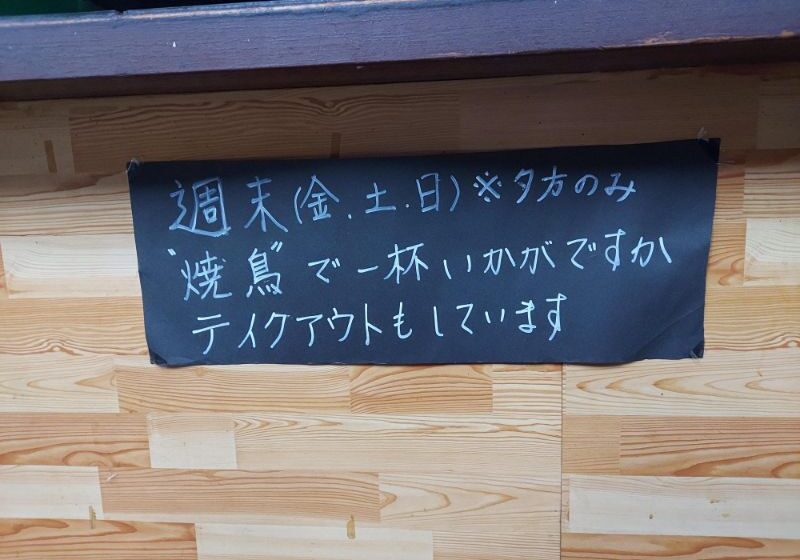 週末(金.土.日)※夕方のみ
"焼鳥"で一杯いかがですか
テイクアウトもしています